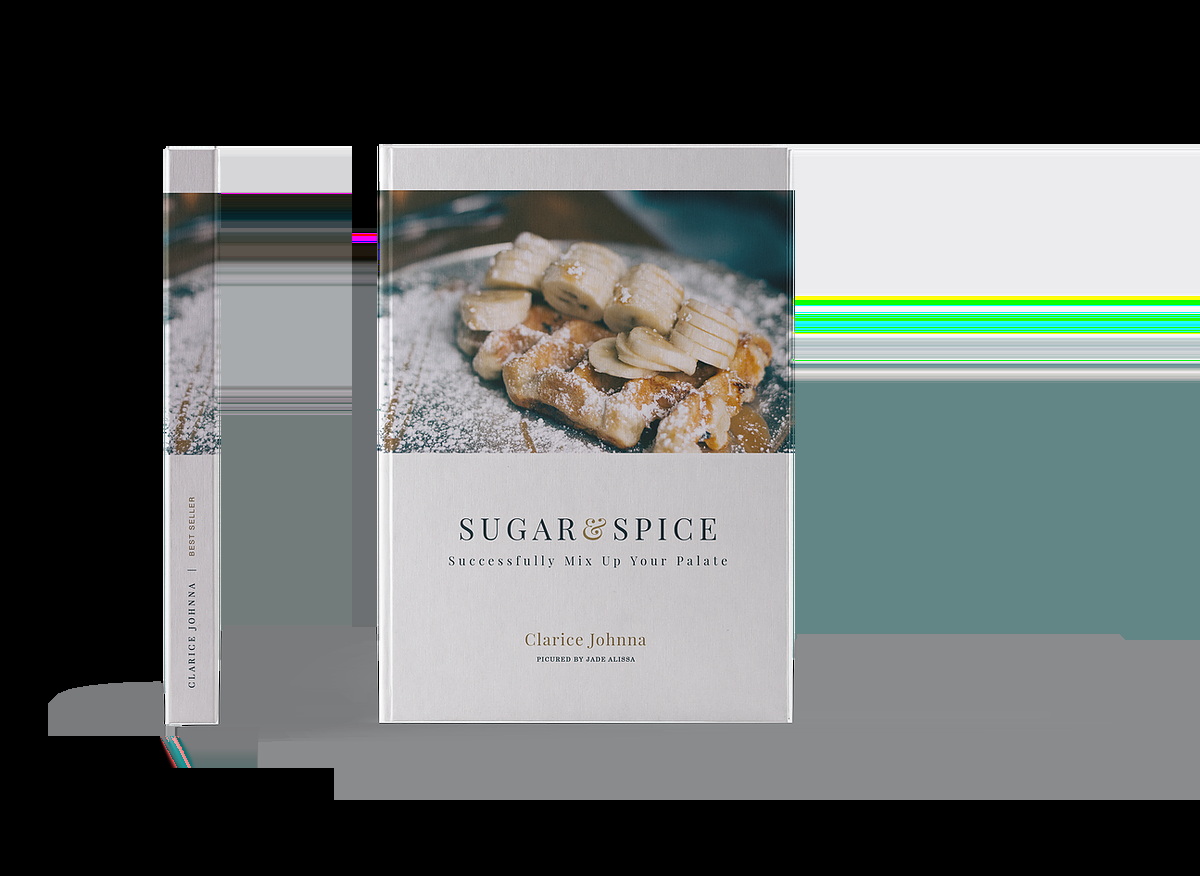 CLARICE JOHNNA | BEST SELLER
SUGAR & SPICE
Successfully Mix Up Your Palate
Clarice Johnna
PICURED BY JADE ALISSA